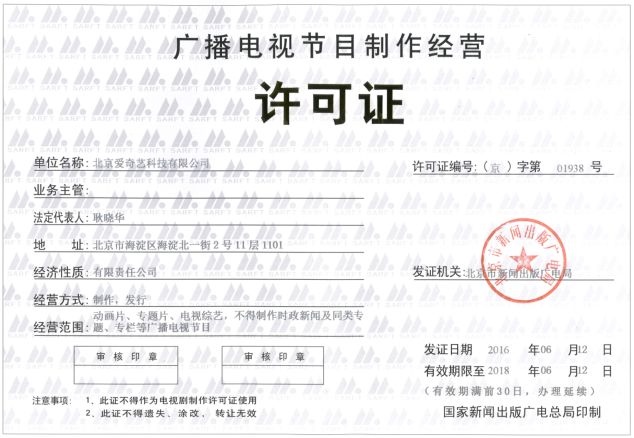 广播电视节目制作经营
许可证
单位名称：北京爱奇艺科技有限公司
许可证编号：（京）字第 01938 号
业务主管：
法定代表人：耿晓华
地 址：北京市海淀区海淀北一街2号11层1101
经济性质：有限责任公司
发证机关：北京市新闻出版广电局
北京市新闻出版广电局
经营方式：制作，发行
经营范围：动画片、专题片、电视综艺，不得制作时政新闻及同类专
题、专栏等广播电视节目
审核印章
审核印章
发证日期 2016 年 06 月 12 日
有效期限至 2018 年 06 月 12 日
（有效期满前30日，办理延续）
注意事项： 1、此证不得作为电视剧制作许可证使用
2、此证不得遗失、涂改、转让无效
国家新闻出版广电总局印制
SARFT